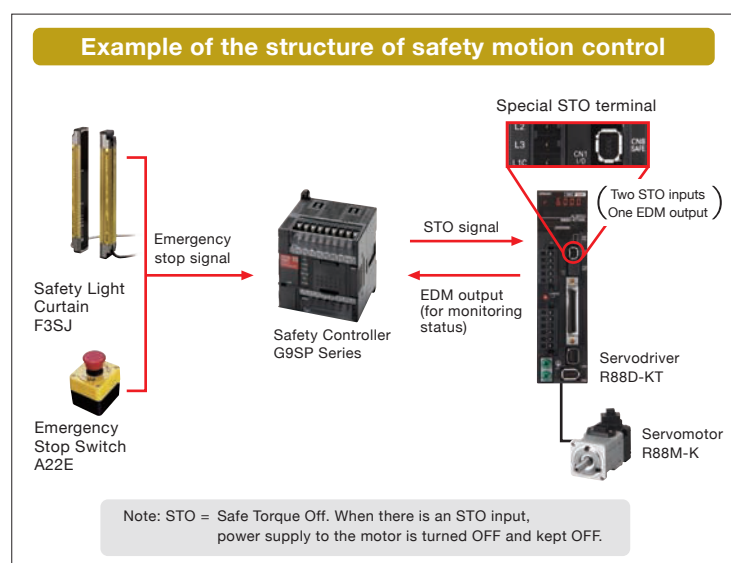 Example of the structure of safety motion control
Special STO terminal
L2
L3
L1C
CN1
I/O
CN8
SAFE
Two STO inputs
One EDM output
Emergency
stop signal
STO signal
EDM output
(for monitoring
status)
Safety Light
Curtain
F3SJ
Safety Controller
G9SP Series
Servodriver
R88D-KT
Emergency
Stop Switch
A22E
Servomotor
R88M-K
Note: STO = Safe Torque Off. When there is an STO input,
power supply to the motor is turned OFF and kept OFF.